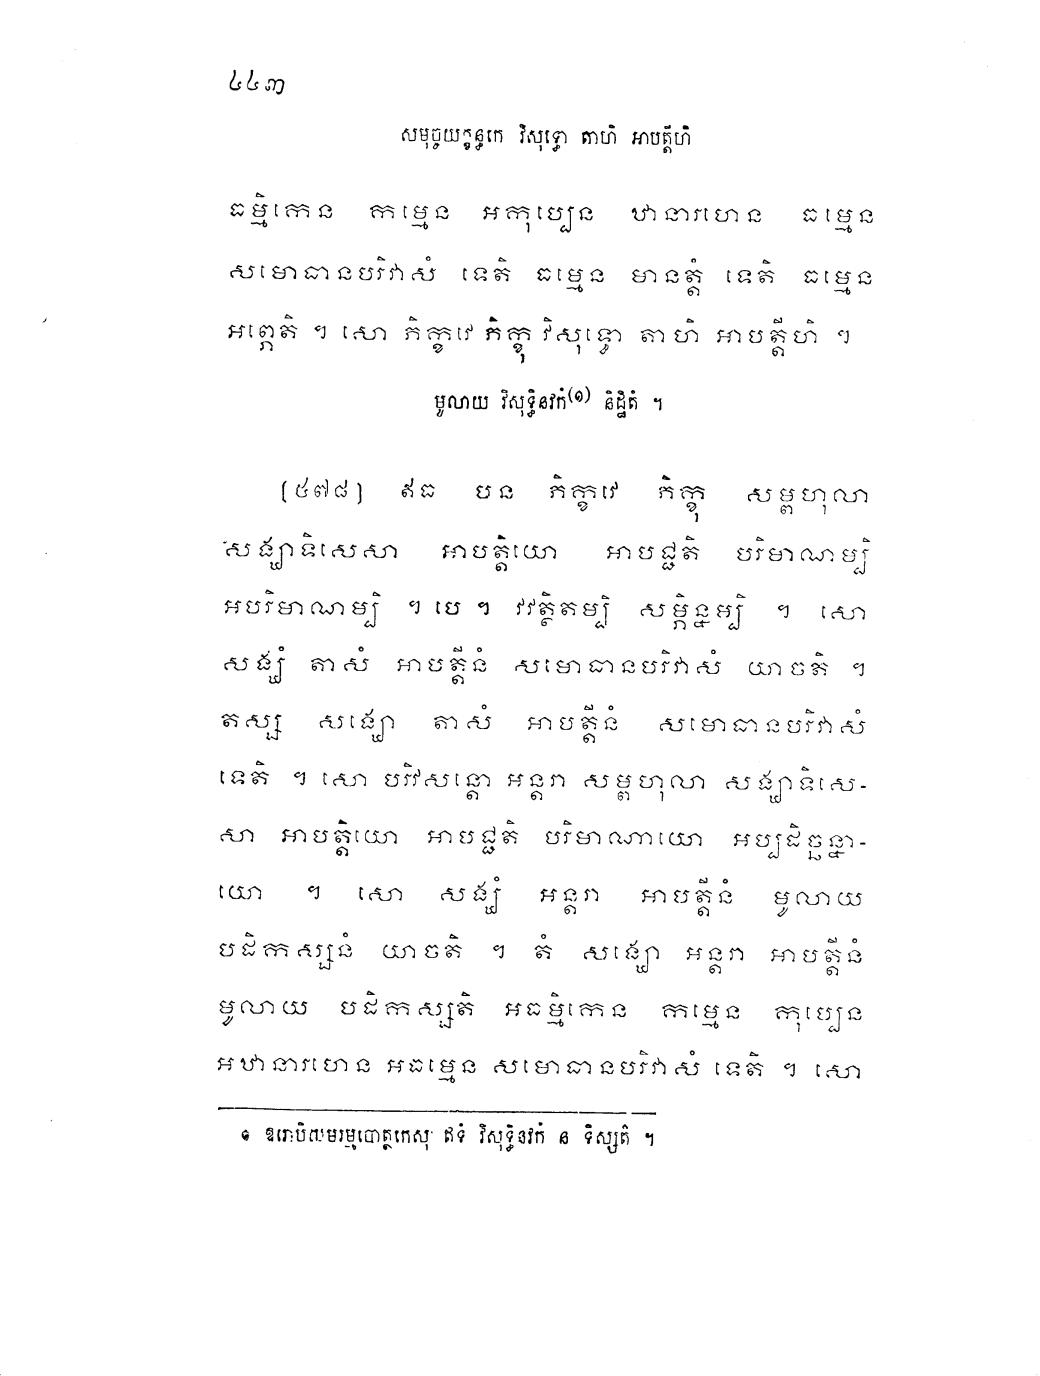 ៤៤៣
សមុច្ចយក្ខន្ធកេ វិសុទ្ធោ តាហិ អាបត្តីហិ
ធម្មិកេន កម្មេន អកុប្បេន ឋានារហេន ធម្មេន
សមោធានបរិវាសំ ទេតិ ធម្មេន មានត្តំ ទេតិ ធម្មេន
អព្ភេតិ ។ សោ ភិក្ខវេ ភិក្ខុ វិសុទ្ធោ តាហិ អាបត្តីហិ ។
មូលាយ វិសុទ្ធិនវកំ(១) និដ្ឋិតំ ។
[៥៧៨] ឥធ បន ភិក្ខវេ ភិក្ខុ សម្ពហុលា
សង្ឃាទិសេសា អាបត្តិយោ អាបជ្ជតិ បរិមាណម្បិ
អបរិមាណម្បិ ។ បេ ។ វវត្ថិតម្បិ សម្ភិន្នម្បិ ។ សោ
សង្ឃំ តាសំ អាបត្តីនំ សមោធានបរិវាសំ យាចតិ ។
តស្ស សង្ឃោ តាសំ អាបត្តីនំ សមោធានបរិវាសំ
ទេតិ ។ សោ បរិវសន្តោ អន្តរា សម្ពហុលា សង្ឃាទិសេ-
សា អាបត្តិយោ អាបជ្ជតិ បរិមាណាយោ អប្បដិច្ឆន្នា-
យោ ។ សោ សង្ឃំ អន្តរា អាបត្តីនំ មូលាយ
បដិកស្សនំ យាចតិ ។ តំ សង្ឃោ អន្តរា អាបត្តីនំ
មូលាយ បដិកស្សតិ អធម្មិកេន កម្មេន កុប្បេន
អឋានារហេន អធម្មេន សមោធានបរិវាសំ ទេតិ ។ សោ
១ ឱរោបិយមរម្មបោត្ថកេសុ ឥទំ វិសុទ្ធិនវកំ ន ទិស្សតិ ។